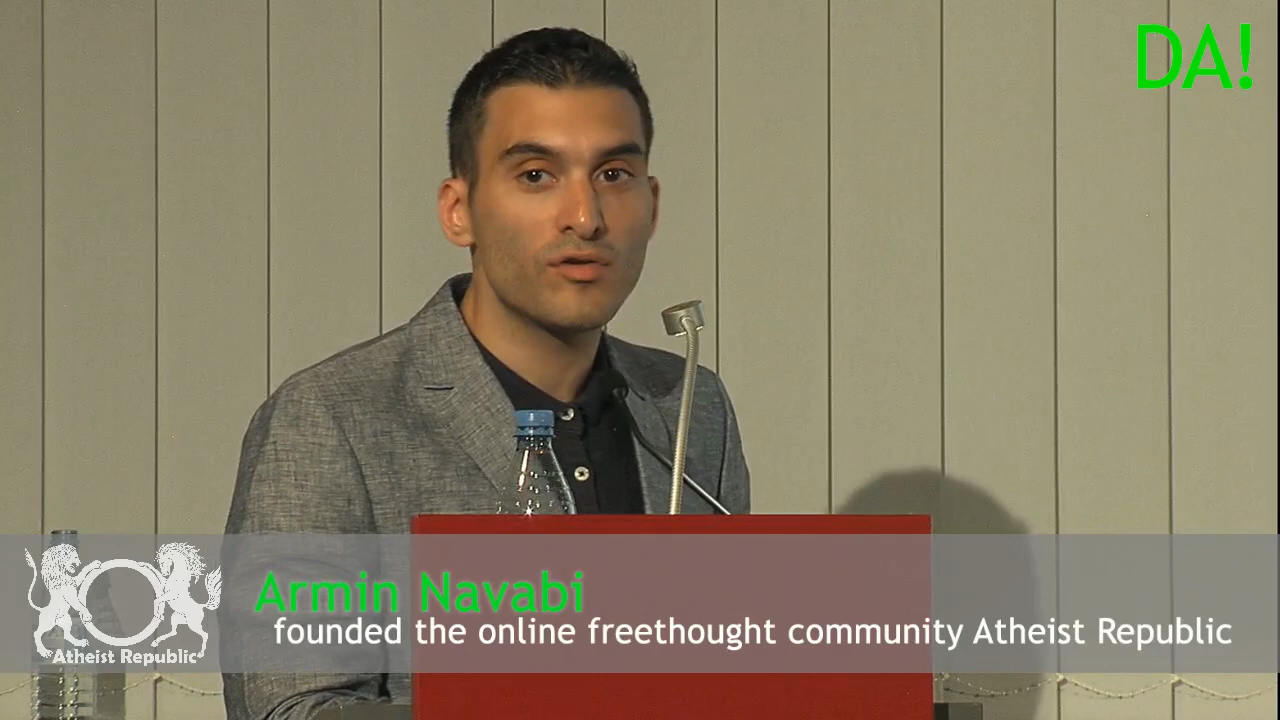 DA!
Armin Navabi
founded the online freethought community Atheist Republic
Atheist Republic